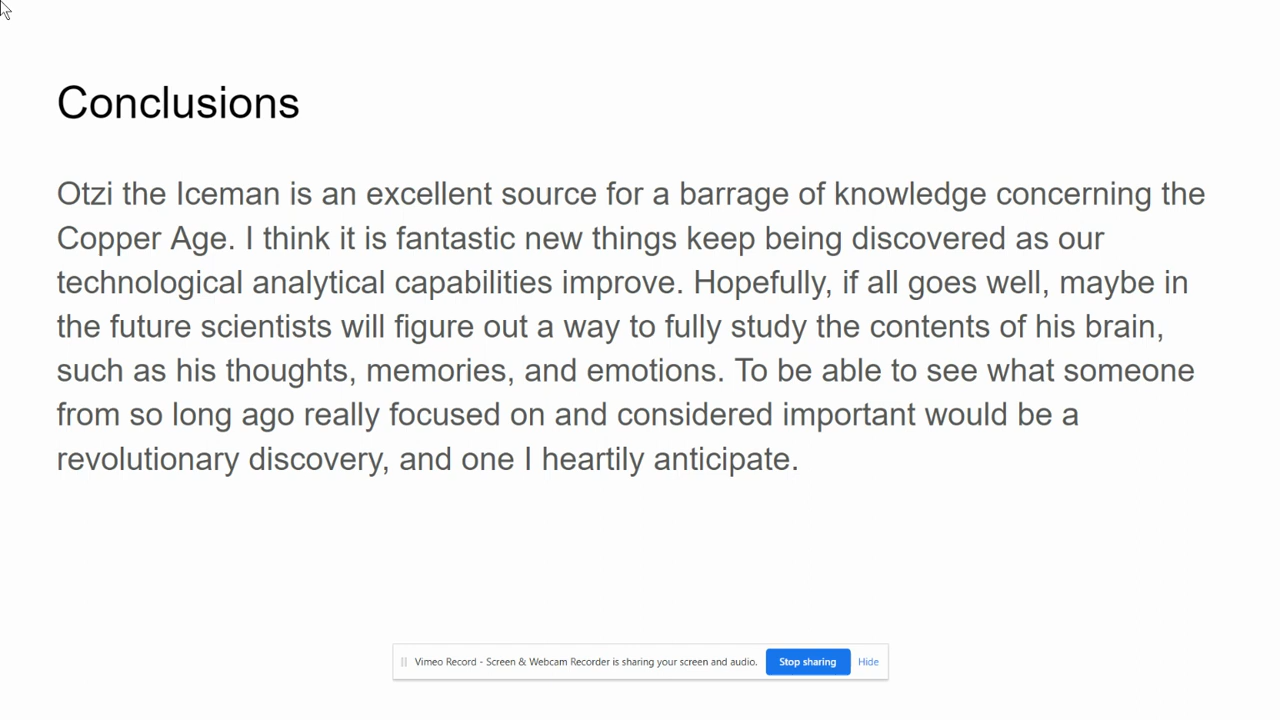 Conclusions
Otzi the Iceman is an excellent source for a barrage of knowledge concerning the
Copper Age. I think it is fantastic new things keep being discovered as our
technological analytical capabilities improve. Hopefully, if all goes well, maybe in
the future scientists will figure out a way to fully study the contents of his brain,
such as his thoughts, memories, and emotions. To be able to see what someone
from so long ago really focused on and considered important would be a
revolutionary discovery, and one I heartily anticipate.
Vimeo Record - Screen & Webcam Recorder is sharing your screen and audio. Stop sharing Hide